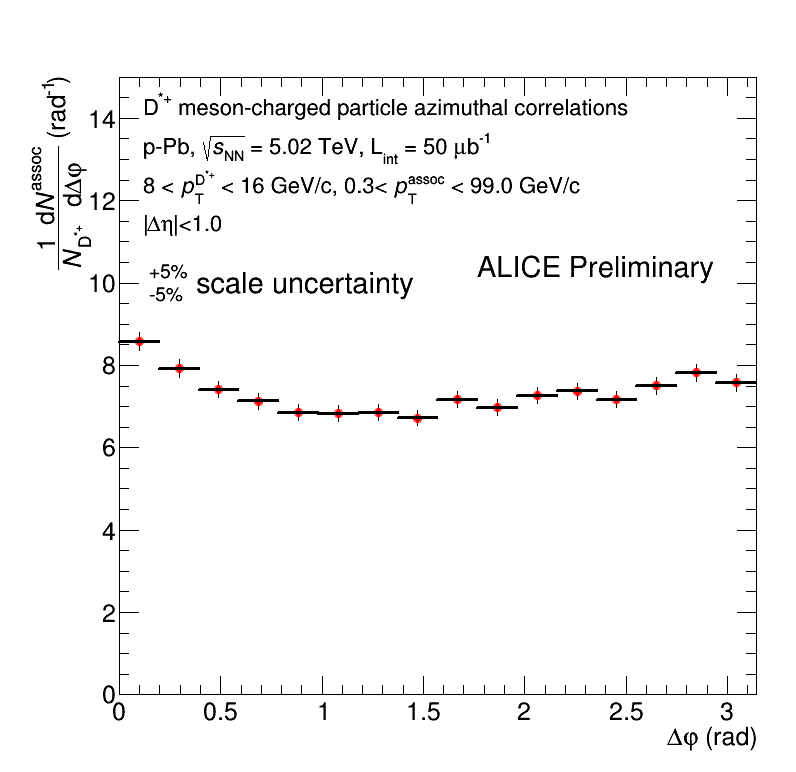 D*+ meson-charged particle azimuthal correlations
p-Pb, √sNN = 5.02 TeV, Lint = 50 μb-1
8 < pTD*+ < 16 GeV/c, 0.3< pTassoc < 99.0 GeV/c
|Δη|<1.0
+5%
-5% scale uncertainty
ALICE Preliminary
1 dNassoc
ND*+ dΔφ (rad-1)
14
12
10
8
6
4
2
0
0 0.5 1 1.5 2 2.5 3
Δφ (rad)